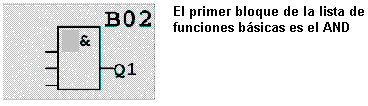 B02
&
Q1
El primer bloque de la lista de
funciones básicas es el AND